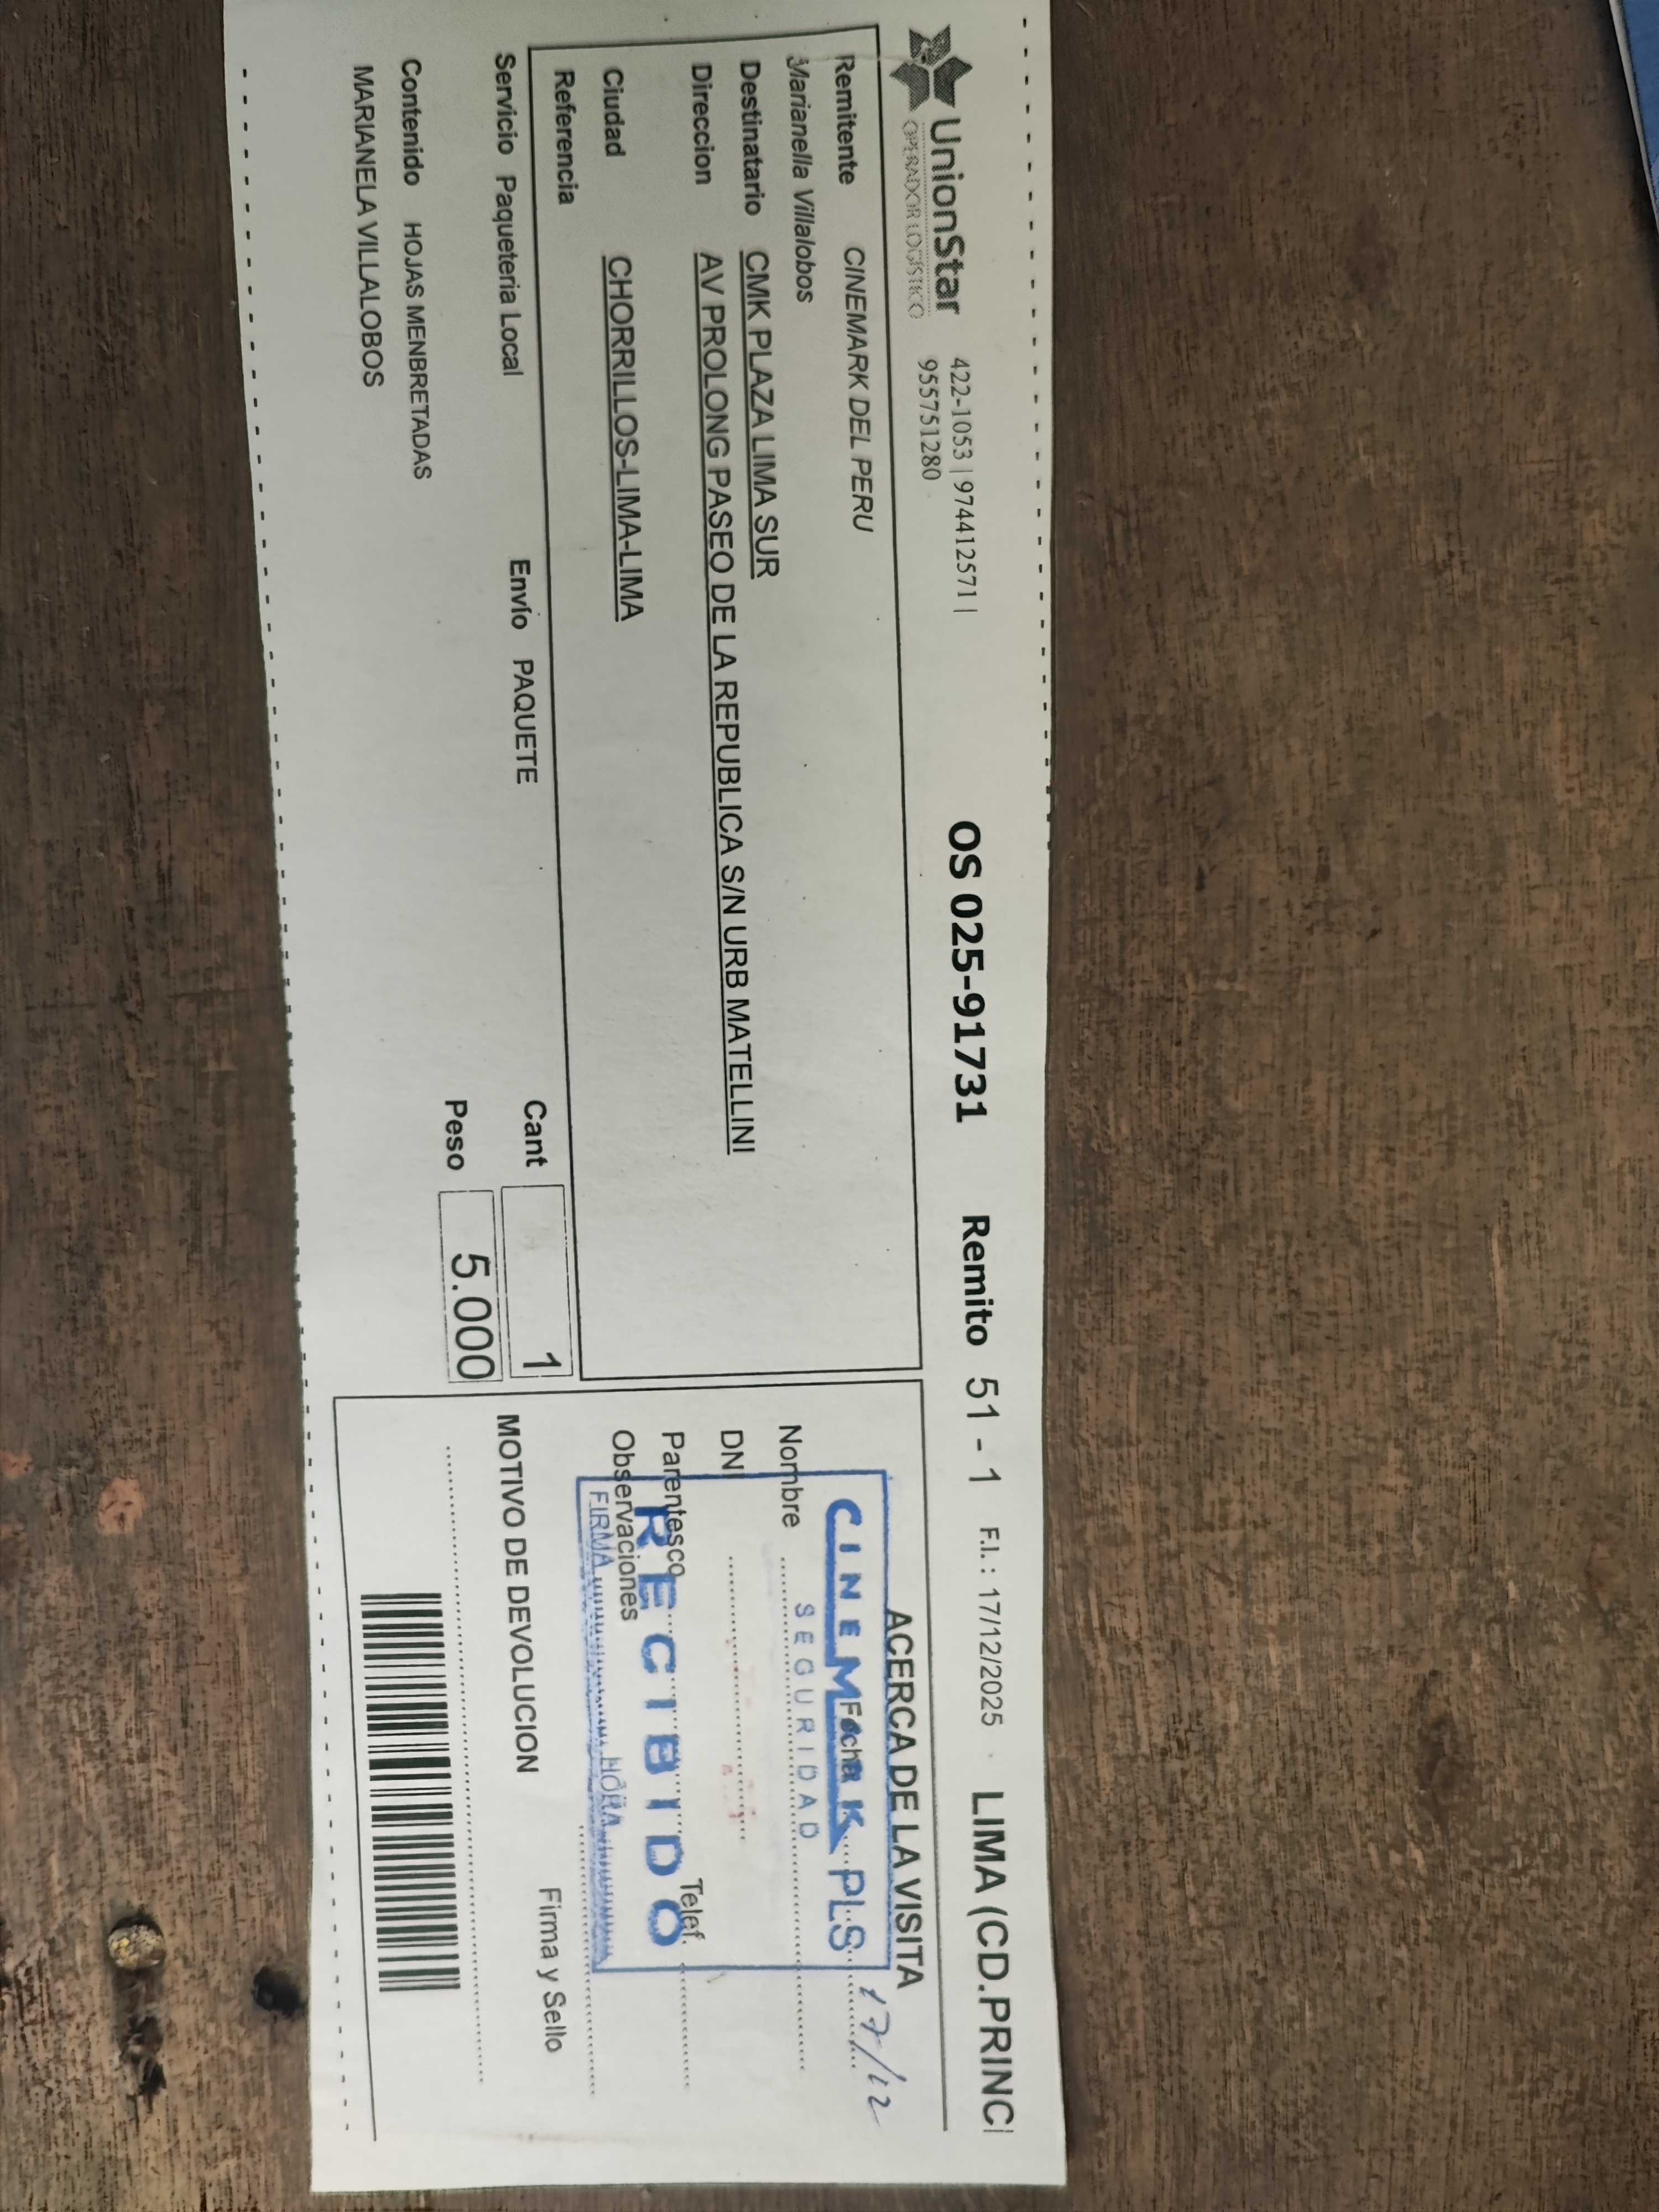 UnionStar
OPERADOR LOGÍSTICO
422-1053 | 974412571 |
955751280
OS 025-91731
Remito 51 - 1
F.I. : 17/12/2025
LIMA (CD.PRINCI
Remitente CINEMARK DEL PERU
Marianella Villalobos
Destinatario CMK PLAZA LIMA SUR
Direccion AV PROLONG PASEO DE LA REPUBLICA S/N URB MATELLINI
Ciudad CHORRILLOS-LIMA-LIMA
Referencia
Servicio Paqueteria Local
Envío PAQUETE
Cant 1
Contenido HOJAS MENBRETADAS
Peso 5.000
MARIANELA VILLALOBOS
ACERCA DE LA VISITA
Fecha 17/12
CINEMARK PLS
Nombre
SEGURIDAD
DNI
Parentesco
Telef.
RECIBIDO
Observaciones
FIRMA HORA
MOTIVO DE DEVOLUCION
Firma y Sello